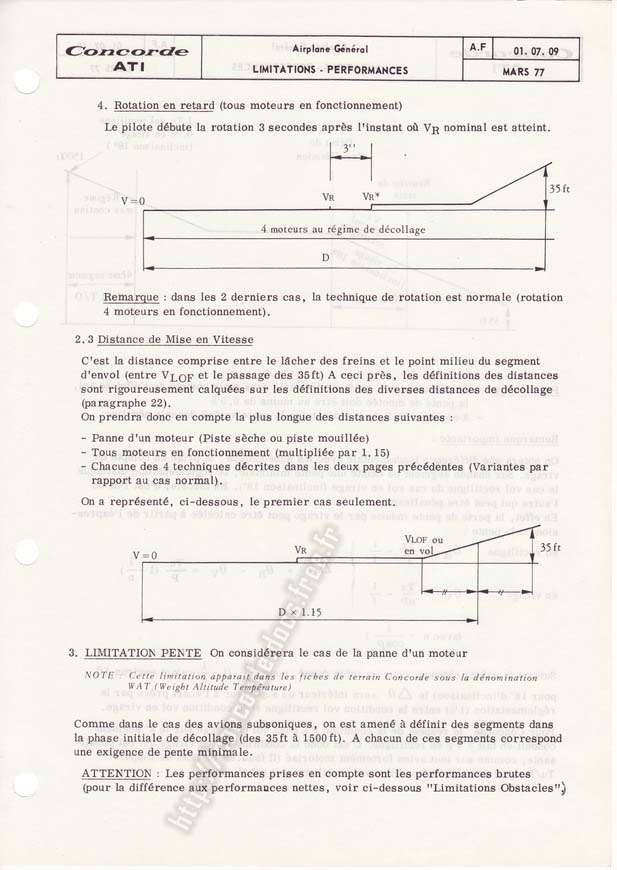 Concorde
ATI
Airplane Général
LIMITATIONS - PERFORMANCES
A.F
01. 07. 09
MARS 77
4. Rotation en retard (tous moteurs en fonctionnement)
Le pilote débute la rotation 3 secondes après l'instant où VR nominal est atteint.
3"
V=0
VR
VR*
35 ft
4 moteurs au régime de décollage
D
Remarque : dans les 2 derniers cas, la technique de rotation est normale (rotation
4 moteurs en fonctionnement).
2.3 Distance de Mise en Vitesse
C'est la distance comprise entre le lâcher des freins et le point milieu du segment
d'envol (entre VLOF et le passage des 35ft) A ceci près, les définitions des distances
sont rigoureusement calquées sur les définitions des diverses distances de décollage
(paragraphe 22).
On prendra donc en compte la plus longue des distances suivantes :
- Panne d'un moteur (Piste sèche ou piste mouillée)
- Tous moteurs en fonctionnement (multipliée par 1.15)
- Chacune des 4 techniques décrites dans les deux pages précédentes (Variantes par
rapport au cas normal).
On a représenté, ci-dessous, le premier cas seulement.
V=0
VR
VLOF ou
en vol
35 ft
D × 1.15
3. LIMITATION PENTE On considérera le cas de la panne d'un moteur
NOTE : Cette limitation apparait dans les fiches de terrain Concorde sous la dénomination
WAT (Weight Altitude Température)
Comme dans le cas des avions subsoniques, on est amené à définir des segments dans
la phase initiale de décollage (des 35ft à 1500ft). A chacun de ces segments correspond
une exigence de pente minimale.
ATTENTION : Les performances prises en compte sont les performances brutes
(pour la différence aux performances nettes, voir ci-dessous "Limitations Obstacles",)
http://concordedocs.free.fr